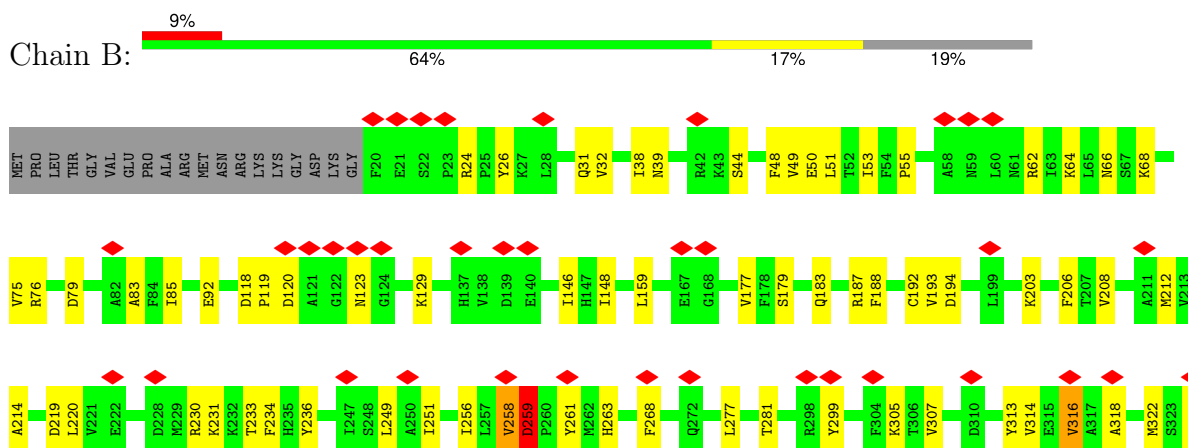 9%
Chain B:
64% 17% 19%
MET PRO LEU THR GLY VAL GLU PRO ALA ARG MET ASN ARG LYS LYS GLY ASP LYS GLY F20 E21 S22 P23 R24 P25 Y26 K27 L28 Q31 V32 I38 N39 R42 K43 S44 F48 V49 E50 L51 T52 I53 F54 P55 A58 N59 L60 N61 R62 I63 K64 L65 N66 S67 K68
V75 R76 D79 A82 A83 F84 I85 E92 D118 P119 D120 A121 G122 N123 G124 K129 H137 V138 D139 E140 I146 H147 I148 L159 E167 G168 V177 F178 S179 Q183 R187 F188 C192 V193 D194 L199 K203 F206 T207 V208 A211 M212 V213
A214 D219 L220 V221 E222 D228 M229 R230 K231 K232 T233 F234 H235 Y236 I247 S248 L249 A250 I251 I256 L257 V258 D259 P260 Y261 M262 H263 F268 Q272 L277 T281 R298 Y299 F304 K305 T306 V307 D310 Y313 V314 E315 V316 A317 A318 M322 S323